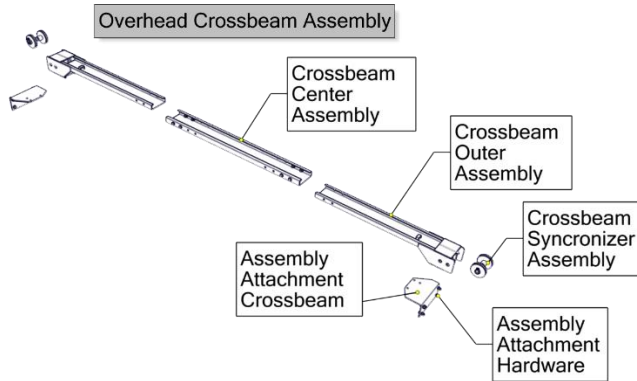 Overhead Crossbeam Assembly
Crossbeam
Center
Assembly
Crossbeam
Outer
Assembly
Crossbeam
Syncronizer
Assembly
Assembly
Attachment
Crossbeam
Assembly
Attachment
Hardware